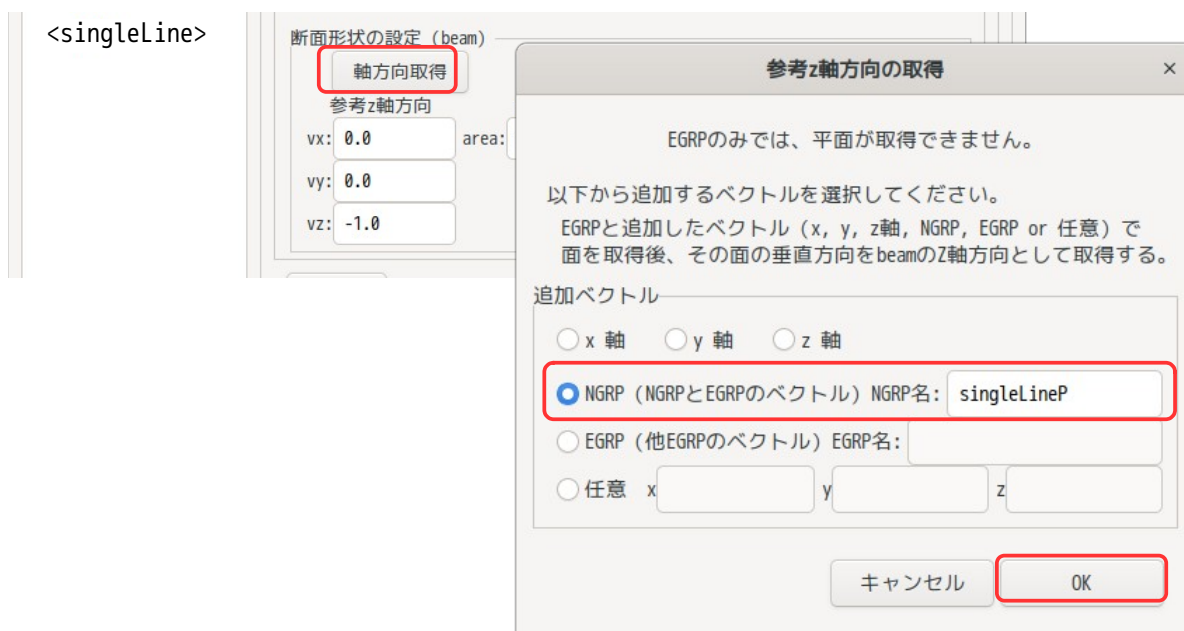 <singleLine>
断面形状の設定 (beam)
軸方向取得
参考z軸方向
vx: 0.0 area:
vy: 0.0
vz: -1.0
参考z軸方向の取得 ×
EGRPのみでは、平面が取得できません。
以下から追加するベクトルを選択してください。
EGRPと追加したベクトル (x, y, z軸, NGRP, EGRP or 任意) で
面を取得後、その面の垂直方向をbeamのZ軸方向として取得する。
追加ベクトル
x 軸 y 軸 z 軸
NGRP (NGRPとEGRPのベクトル) NGRP名: singleLineP
EGRP (他EGRPのベクトル) EGRP名:
任意 x y z
キャンセル OK